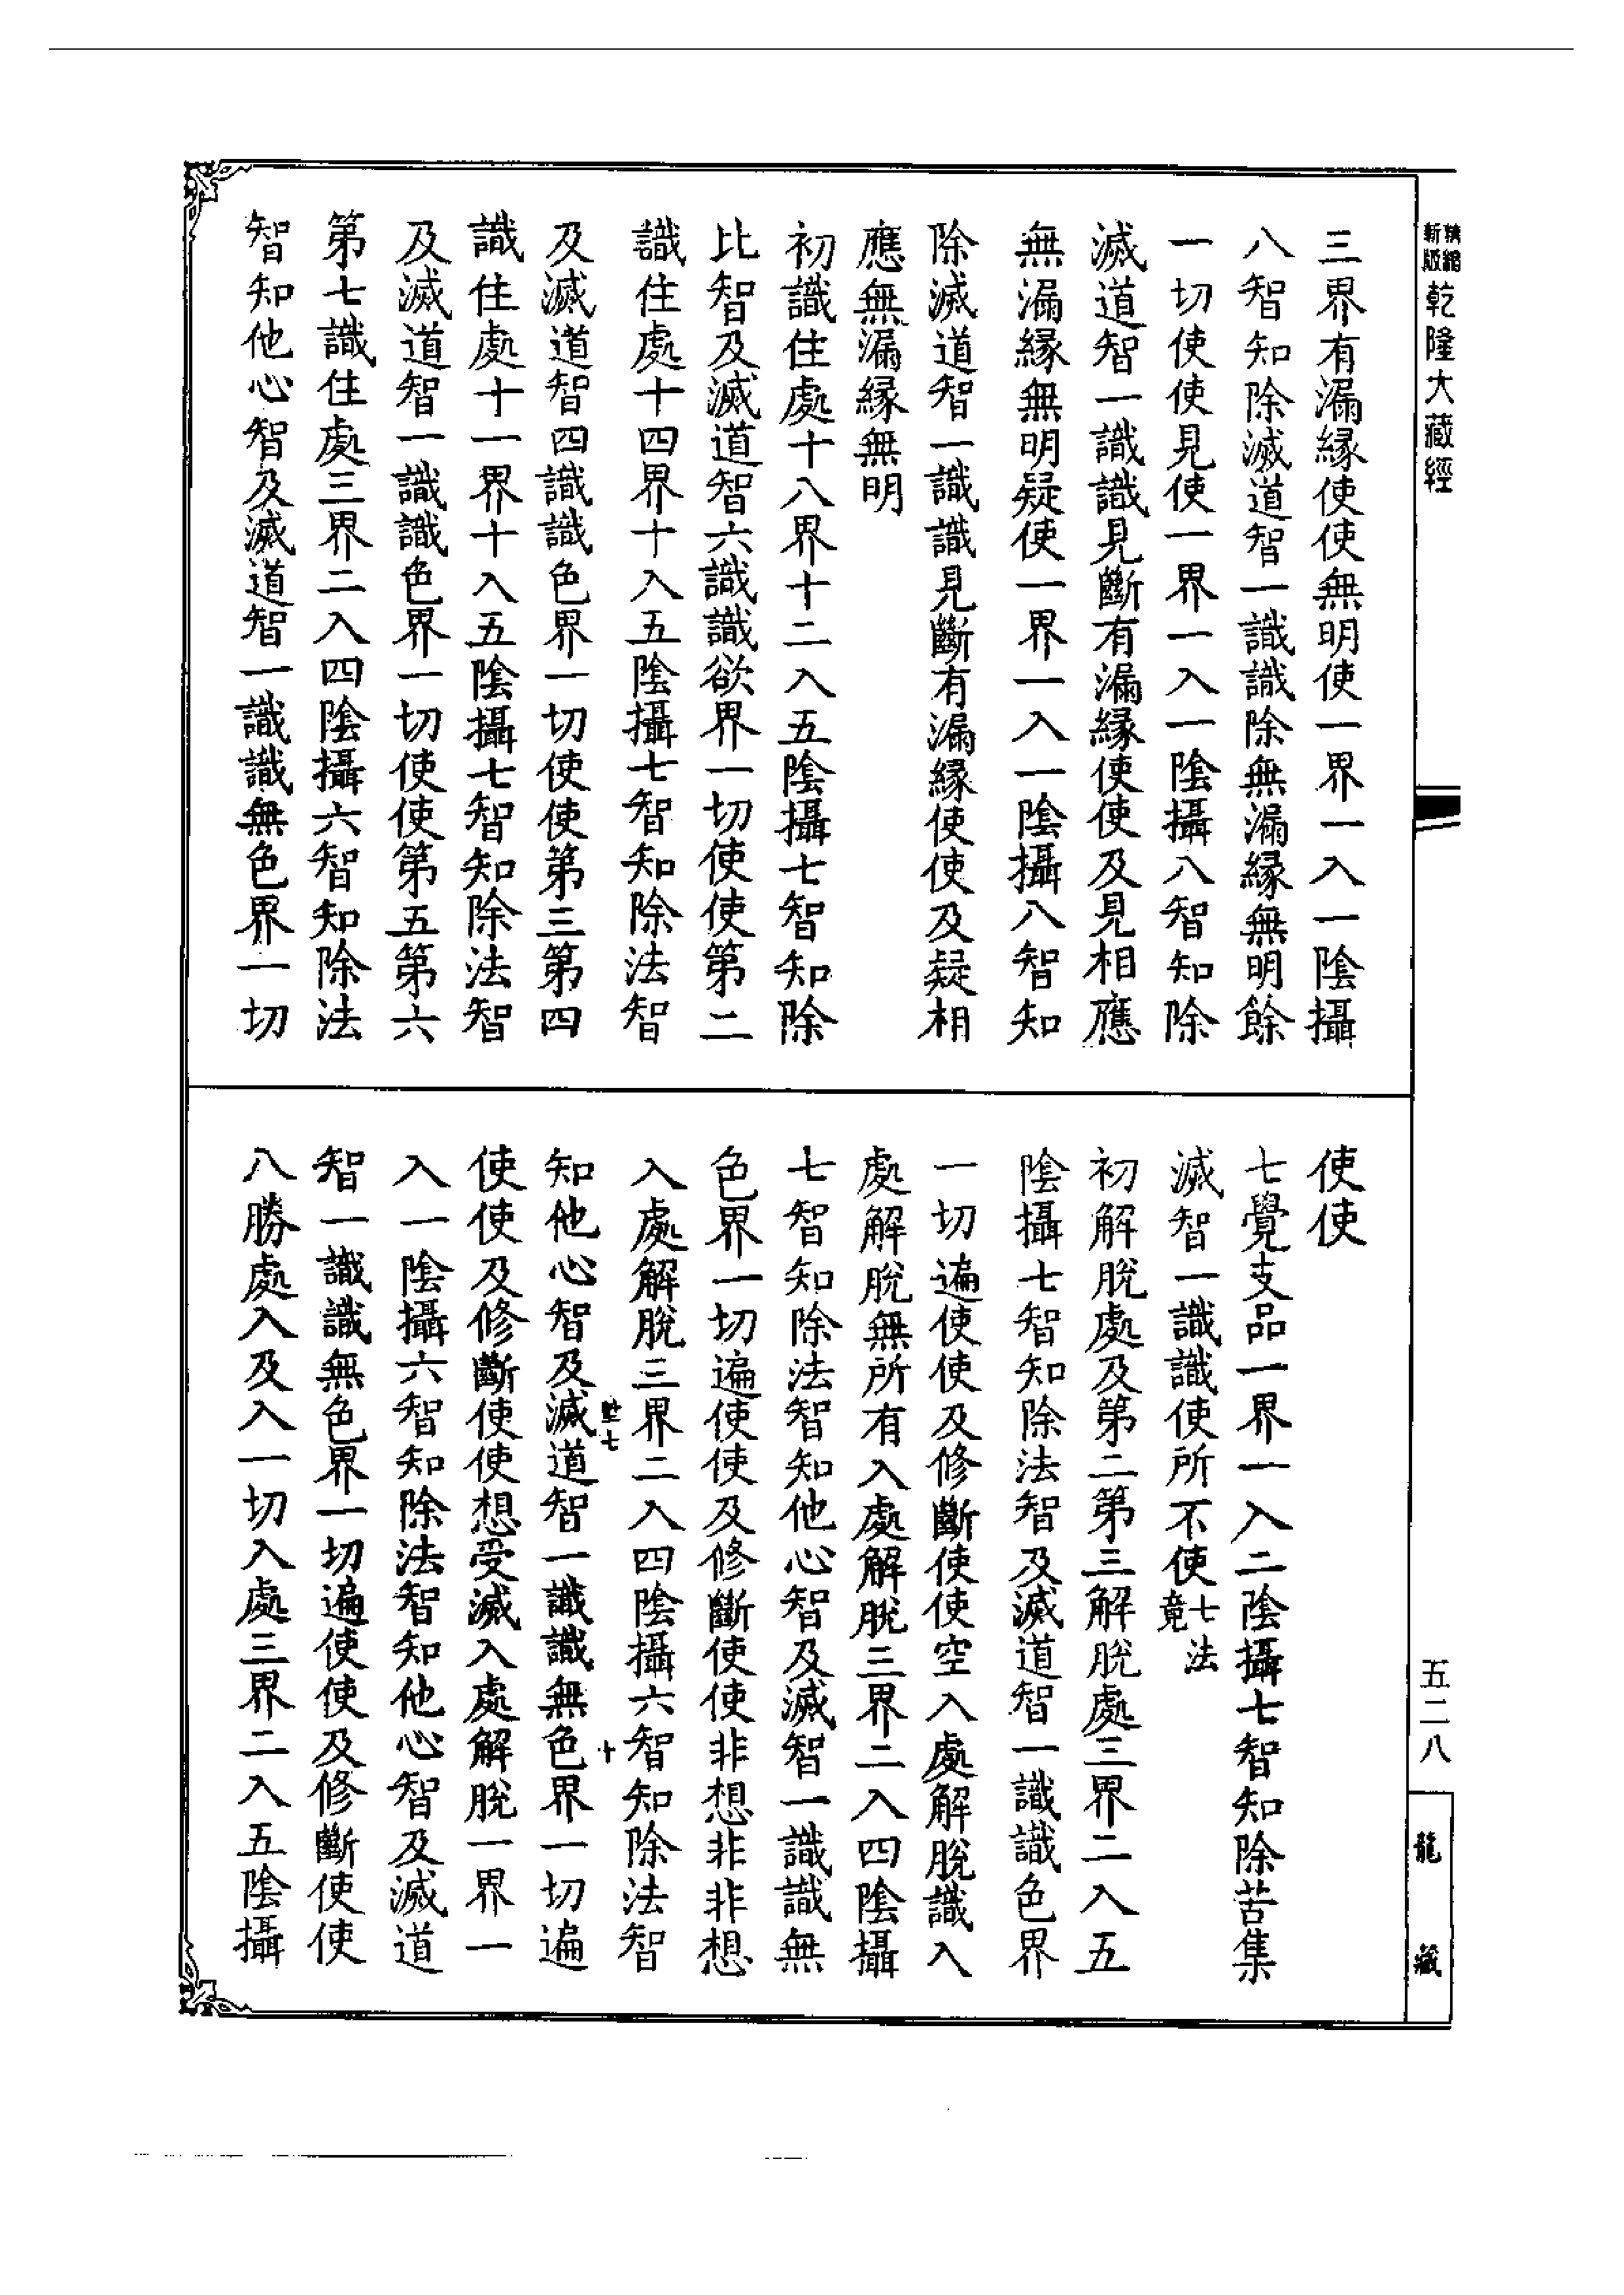 精縮新版乾隆大藏經
三界有漏緣使使無明使一界一入一陰攝
八智知除滅道智一識識除無漏緣無明餘
一切使使見使一界一入一陰攝八智知除
滅道智一識識見斷有漏緣使使及見相應
無漏緣無明疑使一界一入一陰攝八智知
除滅道智一識識見斷有漏緣使使及疑相
應無漏緣無明
初識住處十八界十二入五陰攝七智知除
比智及滅道智六識識欲界一切使使第二
識住處十四界十入五陰攝七智知除法智
及滅道智四識識色界一切使使第三第四
識住處十一界十入五陰攝七智知除法智
及滅道智一識識色界一切使使第五第六
第七識住處三界二入四陰攝六智知除法
智知他心智及滅道智一識識無色界一切
使使
七覺支品一界一入二陰攝七智知除苦集
滅智一識識使所不使七法竟
初解脫處及第二第三解脫處三界二入五
陰攝七智知除法智及滅道智一識識色界
一切遍使使及修斷使使空入處解脫識入
處解脫無所有入處解脫三界二入四陰攝
七智知除法智知他心智及滅智一識識無
色界一切遍使使及修斷使使非想非非想
入處解脫三界二入四陰攝六智知除法智
十
知他心智及滅道智一識識無色界一切遍
使使及修斷使使想受滅入處解脫一界一
入一陰攝六智知除法智知他心智及滅道
智一識識無色界一切遍使使及修斷使使
八勝處入及入一切入處三界二入五陰攝
五二八
龍藏